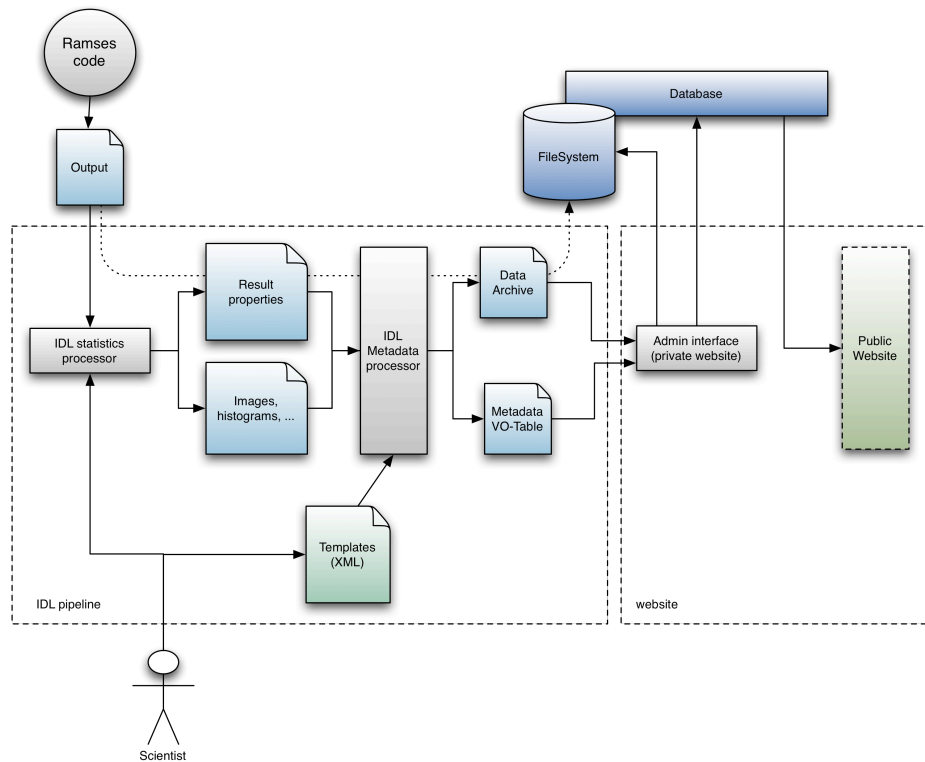 Ramses
code
Database
FileSystem
Output
Result
properties
Data
Archive
IDL statistics
processor
IDL
Metadata
processor
Admin interface
(private website)
Public
Website
Images,
histograms, ...
Metadata
VO-Table
Templates
(XML)
IDL pipeline
website
Scientist